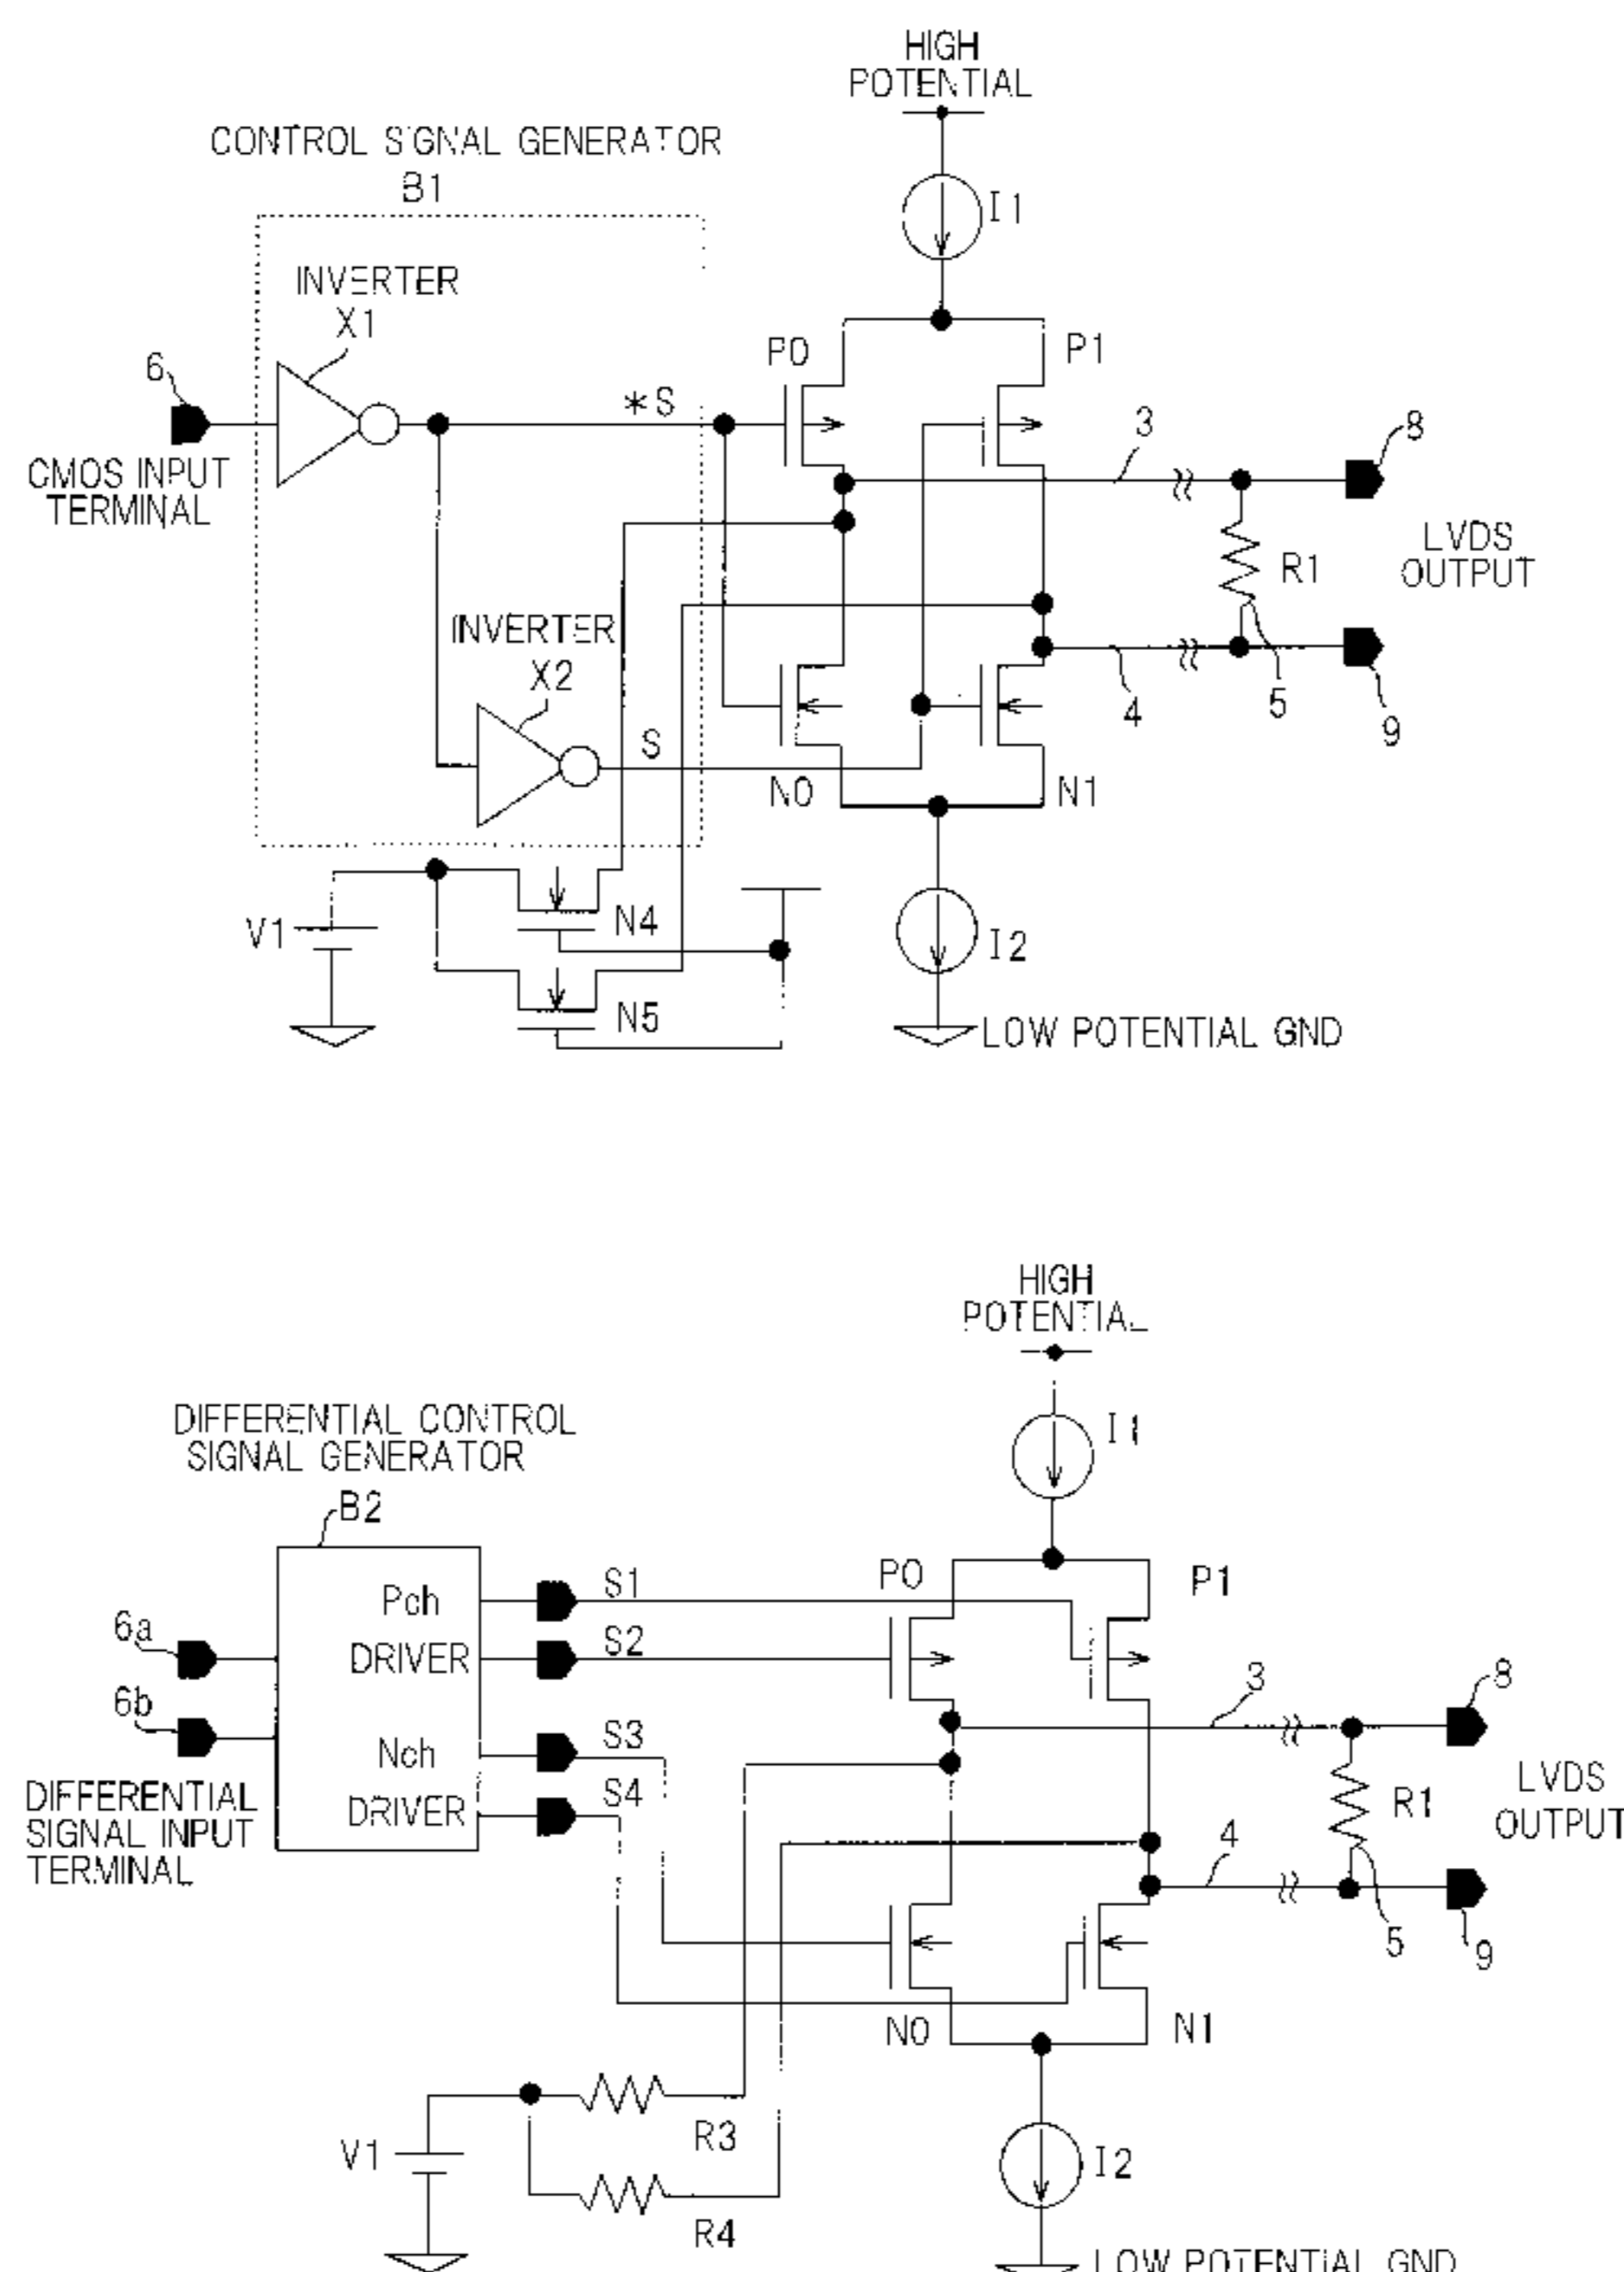 HIGH
POTENTIAL
CONTROL SIGNAL GENERATOR
B1
I1
INVERTER
X1
P0
P1
6
*S
3
8
CMOS INPUT
TERMINAL
LVDS
OUTPUT
R1
INVERTER
X2
S
4
5
9
N0
N1
V1
N4
I2
N5
LOW POTENTIAL GND
HIGH
POTENTIAL
DIFFERENTIAL CONTROL
SIGNAL GENERATOR
B2
I1
P0
P1
Pch
S1
6a
DRIVER
S2
3
8
6b
Nch
S3
DIFFERENTIAL
SIGNAL INPUT
TERMINAL
DRIVER
S4
R1
LVDS
OUTPUT
4
5
9
N0
N1
R3
V1
I2
R4
LOW POTENTIAL GND